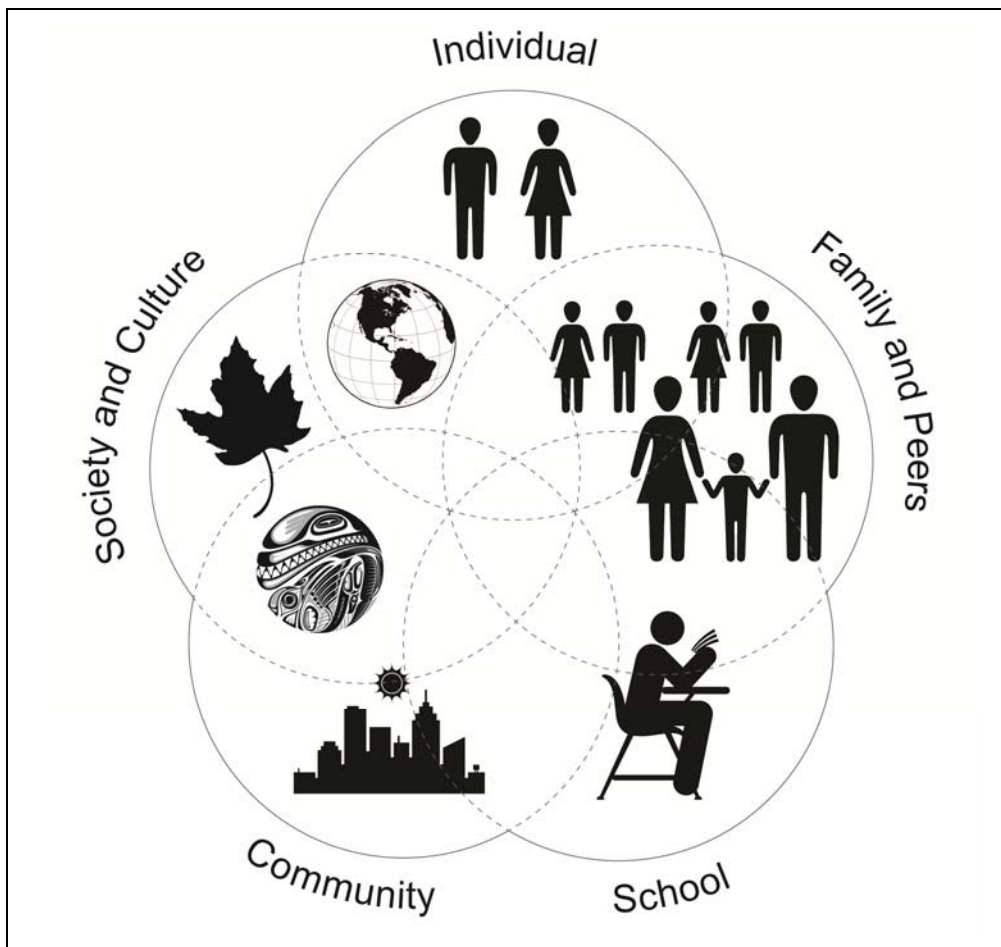 Individual
Family and Peers
Society and Culture
Community
School